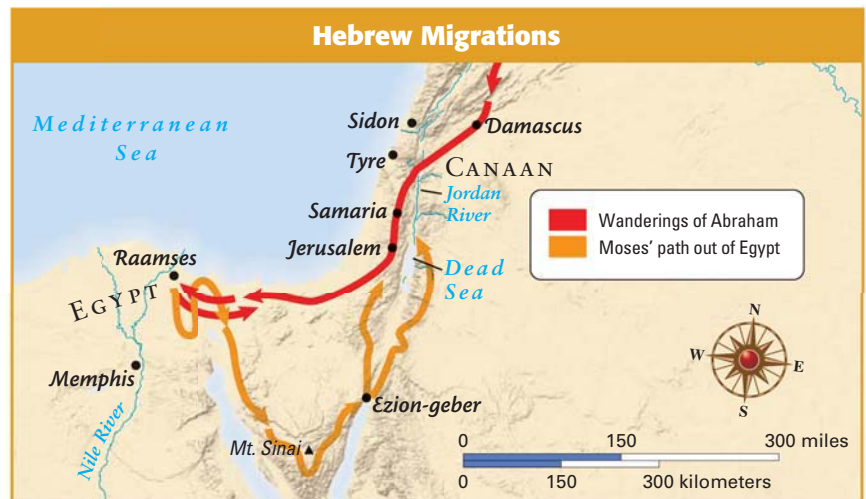 Hebrew Migrations
Mediterranean
Sea
Sidon
Damascus
Tyre
CANAAN
Jordan
River
Samaria
Jerusalem
Dead
Sea
Raamses
EGYPT
Memphis
Nile River
Mt. Sinai
Ezion-geber
Wanderings of Abraham
Moses' path out of Egypt
N
W
E
S
0 150 300 miles
0 150 300 kilometers